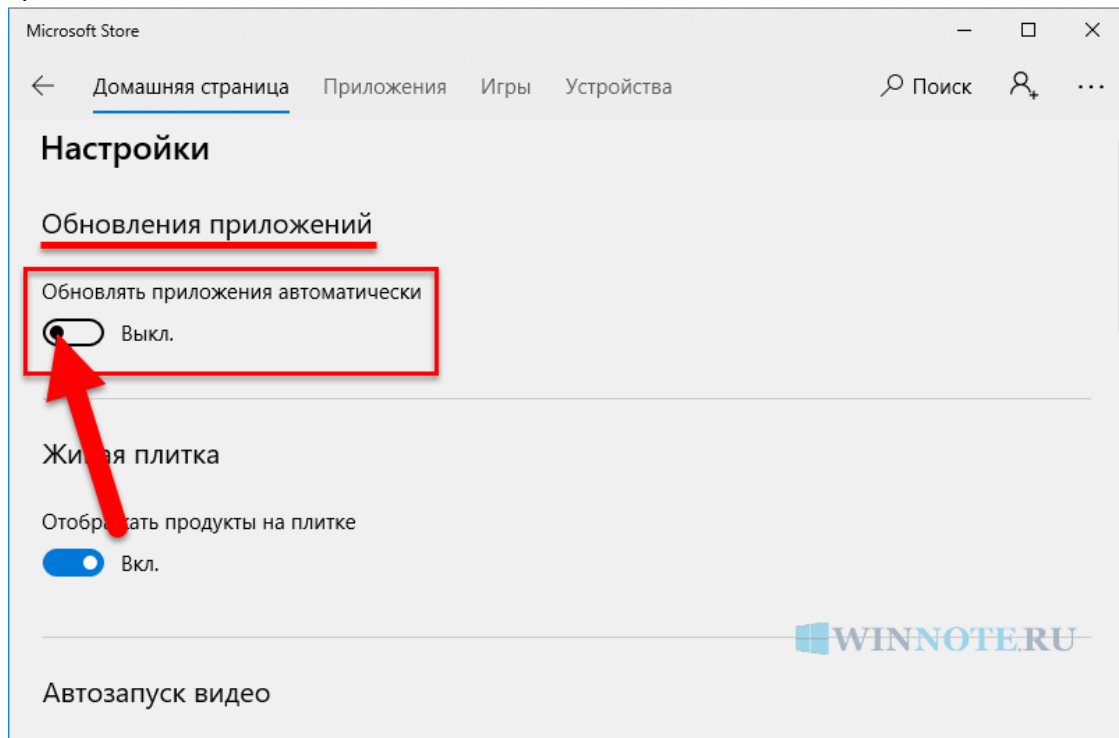 Microsoft Store
Домашняя страница Приложения Игры Устройства Поиск
Настройки
Обновления приложений
Обновлять приложения автоматически
Выкл.
Живая плитка
Отображать продукты на плитке
Вкл.
WINNOTE.RU
Автозапуск видео